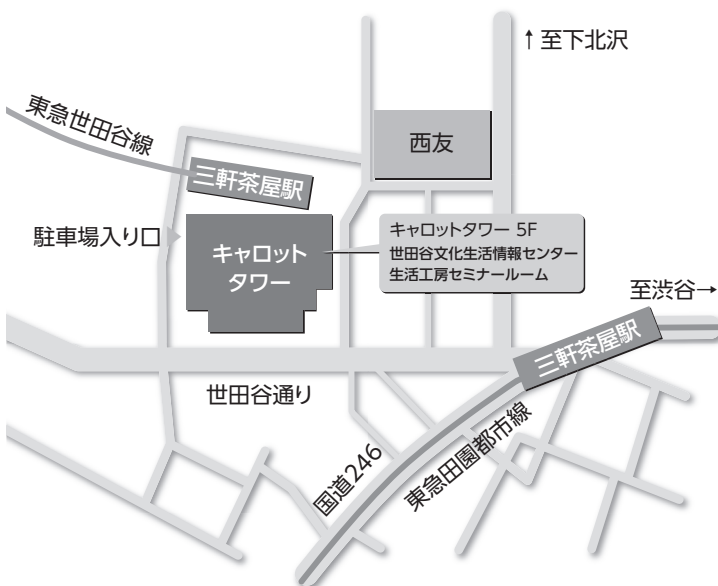 ↑至下北沢
西友
東急世田谷線
三軒茶屋駅
駐車場入り口
キャロット
タワー
キャロットタワー 5F
世田谷文化生活情報センター
生活工房セミナールーム
至渋谷→
三軒茶屋駅
世田谷通り
国道246
東急田園都市線